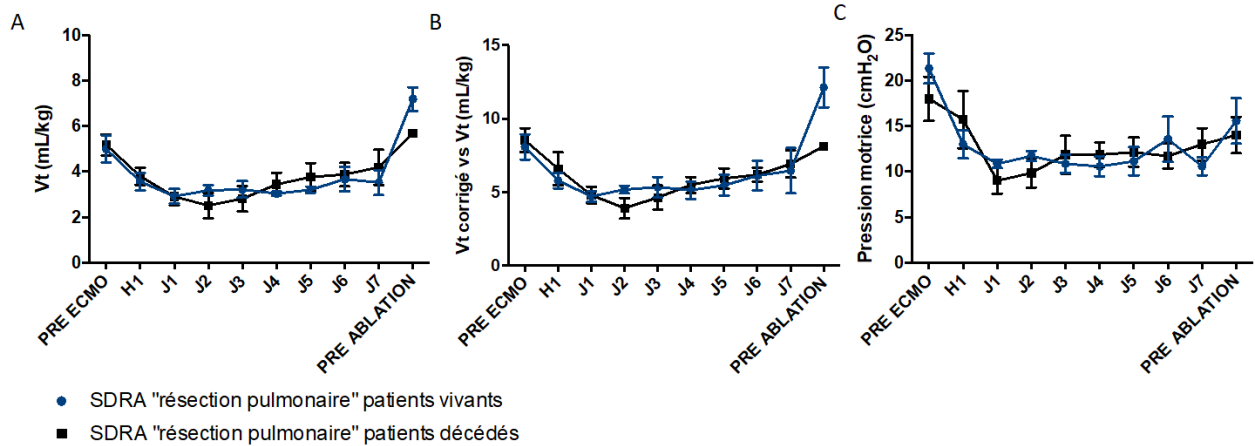 A
Vt (mL/kg)
10
8
6
4
2
0
PRE ECMO
H1
J1
J2
J3
J4
J5
J6
J7
PRE ABLATION
B
Vt corrigé vs Vt (mL/kg)
15
10
5
0
PRE ECMO
H1
J1
J2
J3
J4
J5
J6
J7
PRE ABLATION
C
Pression motrice (cmH2O)
25
20
15
10
5
0
PRE ECMO
H1
J1
J2
J3
J4
J5
J6
J7
PRE ABLATION
SDRA "résection pulmonaire" patients vivants
SDRA "résection pulmonaire" patients décédés